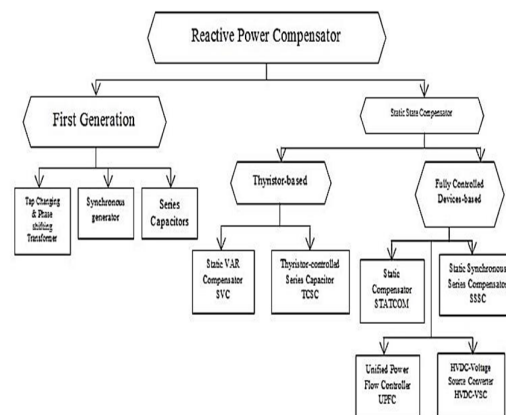 Reactive Power Compensator
First Generation
Static State Compensator
Tap Changing
& Phase
shifting
Transformer
Synchronous
generator
Series
Capacitors
Thyristor-based
Fully Controlled
Devices-based
Static VAR
Compensator
SVC
Thyristor-controlled
Series Capacitor
TCSC
Static
Compensator
STATCOM
Static Synchronous
Series Compensator
SSSC
Unified Power
Flow Controller
UPFC
HVDC-Voltage
Source Converter
HVDC-VSC